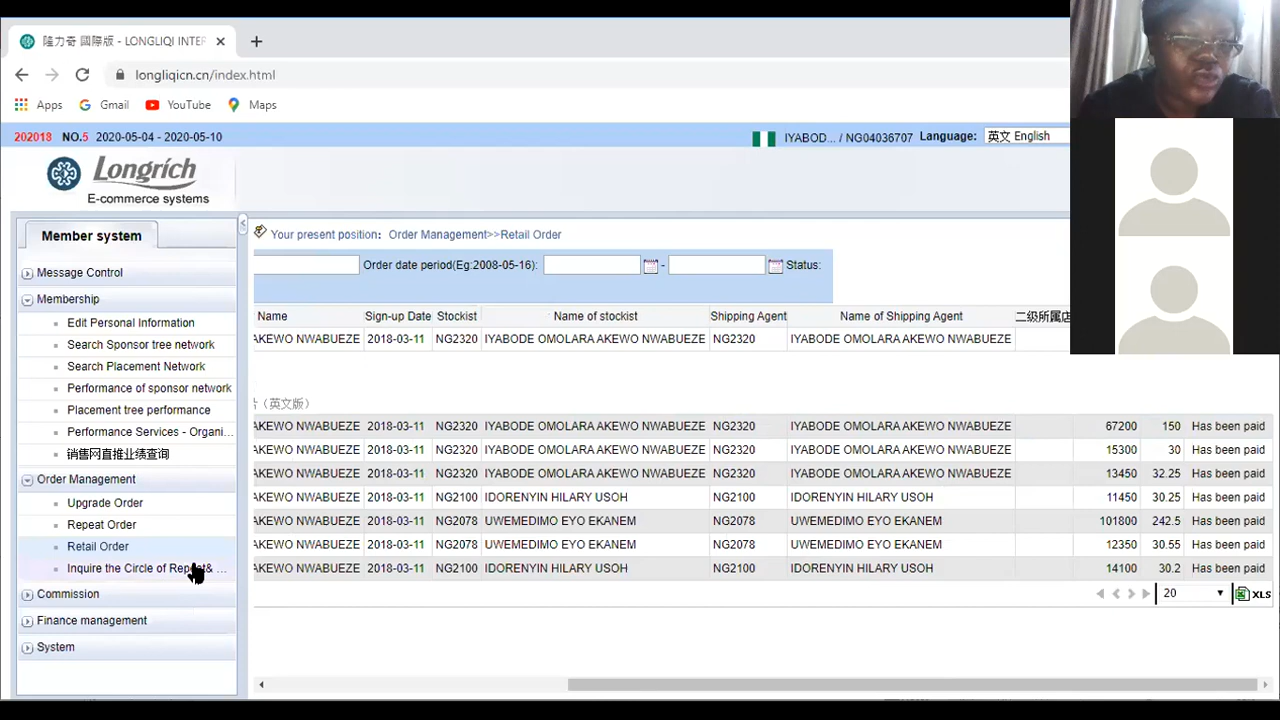 隆力奇 國際版 - LONGLIQI INTER
longliqicn.cn/index.html
Apps Gmail YouTube Maps
202018 NO.5 2020-05-04 - 2020-05-10 IYABOD... / NG04036707 Language: 英文 English
Longrich
E-commerce systems
Member system
Message Control
Membership
Edit Personal Information
Search Sponsor tree network
Search Placement Network
Performance of sponsor network
Placement tree performance
Performance Services - Organi...
销售网直推业绩查询
Order Management
Upgrade Order
Repeat Order
Retail Order
Inquire the Circle of Repeat& ...
Commission
Finance management
System
Your present position: Order Management>>Retail Order
Order date period(Eg:2008-05-16): - Status:
Name Sign-up Date Stockist Name of stockist Shipping Agent Name of Shipping Agent 二级所属店
AKEWO NWABUEZE 2018-03-11 NG2320 IYABODE OMOLARA AKEWO NWABUEZE NG2320 IYABODE OMOLARA AKEWO NWABUEZE
片（英文版）
AKEWO NWABUEZE 2018-03-11 NG2320 IYABODE OMOLARA AKEWO NWABUEZE NG2320 IYABODE OMOLARA AKEWO NWABUEZE 67200 150 Has been paid
AKEWO NWABUEZE 2018-03-11 NG2320 IYABODE OMOLARA AKEWO NWABUEZE NG2320 IYABODE OMOLARA AKEWO NWABUEZE 15300 30 Has been paid
AKEWO NWABUEZE 2018-03-11 NG2320 IYABODE OMOLARA AKEWO NWABUEZE NG2320 IYABODE OMOLARA AKEWO NWABUEZE 13450 32.25 Has been paid
AKEWO NWABUEZE 2018-03-11 NG2100 IDORENYIN HILARY USOH NG2100 IDORENYIN HILARY USOH 11450 30.25 Has been paid
AKEWO NWABUEZE 2018-03-11 NG2078 UWEMEDIMO EYO EKANEM NG2078 UWEMEDIMO EYO EKANEM 101800 242.5 Has been paid
AKEWO NWABUEZE 2018-03-11 NG2078 UWEMEDIMO EYO EKANEM NG2078 UWEMEDIMO EYO EKANEM 12350 30.55 Has been paid
AKEWO NWABUEZE 2018-03-11 NG2100 IDORENYIN HILARY USOH NG2100 IDORENYIN HILARY USOH 14100 30.2 Has been paid
20 XLS